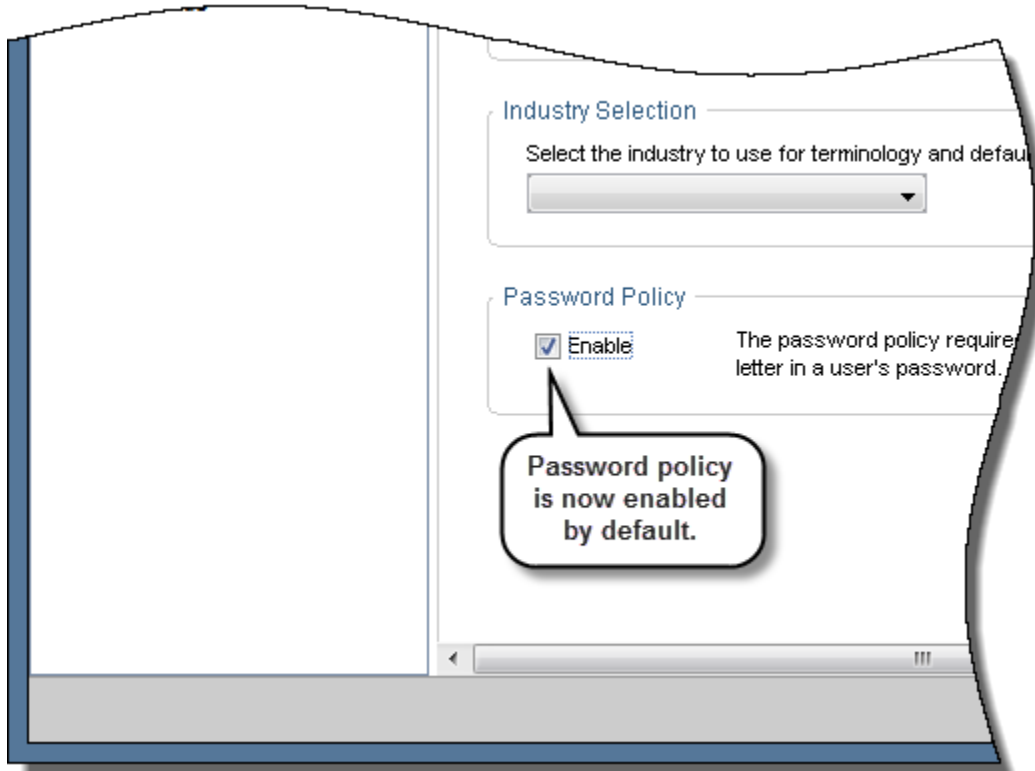 Industry Selection
Select the industry to use for terminology and defau
Password Policy
Enable
The password policy require
letter in a user's password.
Password policy
is now enabled
by default.